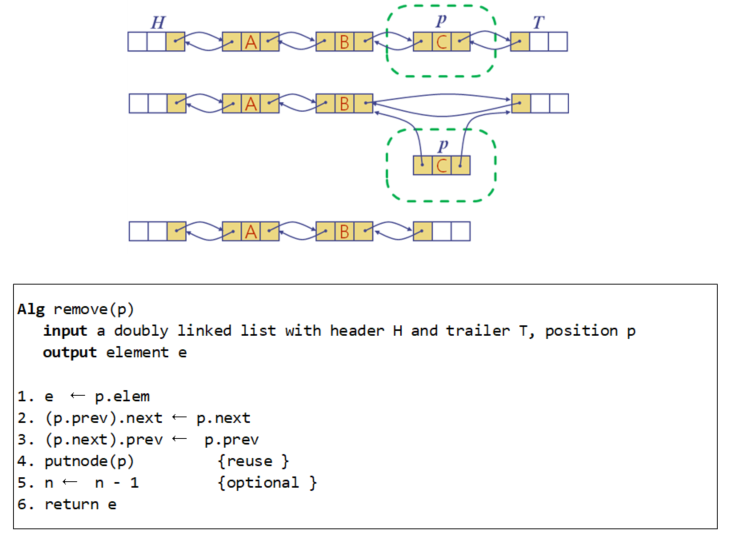 H p T
A B C
A B
p
C
A B
Alg remove(p)
input a doubly linked list with header H and trailer T, position p
output element e
1. e ← p.elem
2. (p.prev).next ← p.next
3. (p.next).prev ← p.prev
4. putnode(p) {reuse }
5. n ← n - 1 {optional }
6. return e